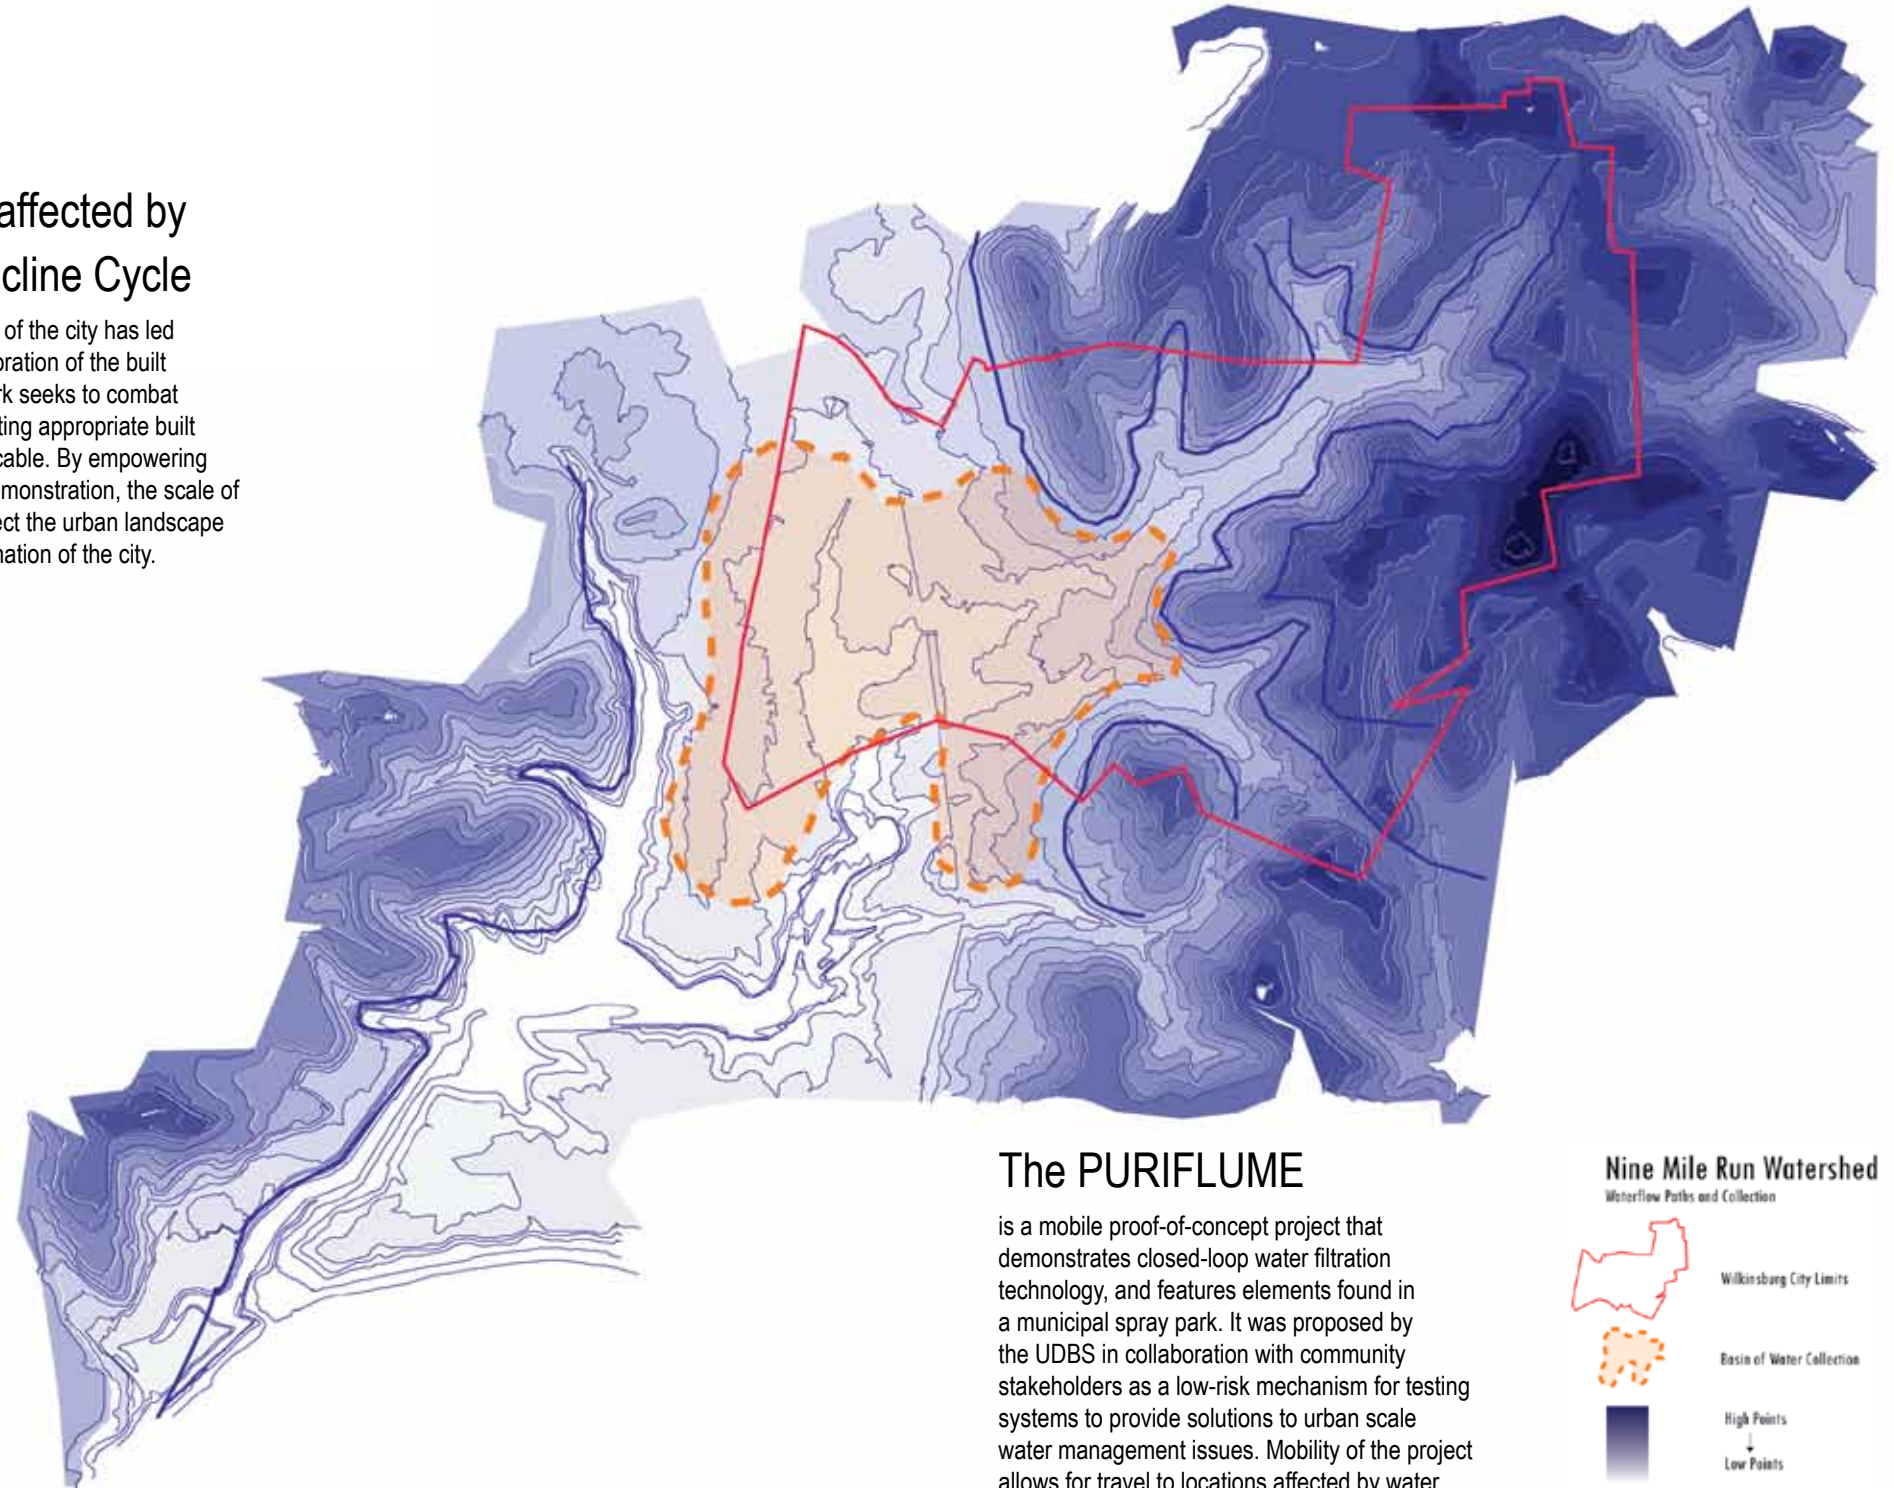 affected by
cline Cycle
of the city has led
oration of the built
rk seeks to combat
ting appropriate built
cable. By empowering
monstration, the scale of
ect the urban landscape
nation of the city.
The PURIFLUME
is a mobile proof-of-concept project that
demonstrates closed-loop water filtration
technology, and features elements found in
a municipal spray park. It was proposed by
the UDBS in collaboration with community
stakeholders as a low-risk mechanism for testing
systems to provide solutions to urban scale
water management issues. Mobility of the project
allows for travel to locations affected by water
Nine Mile Run Watershed
Waterflow Paths and Collection
Wilkinsburg City Limits
Basin of Water Collection
High Points
↓
Low Points